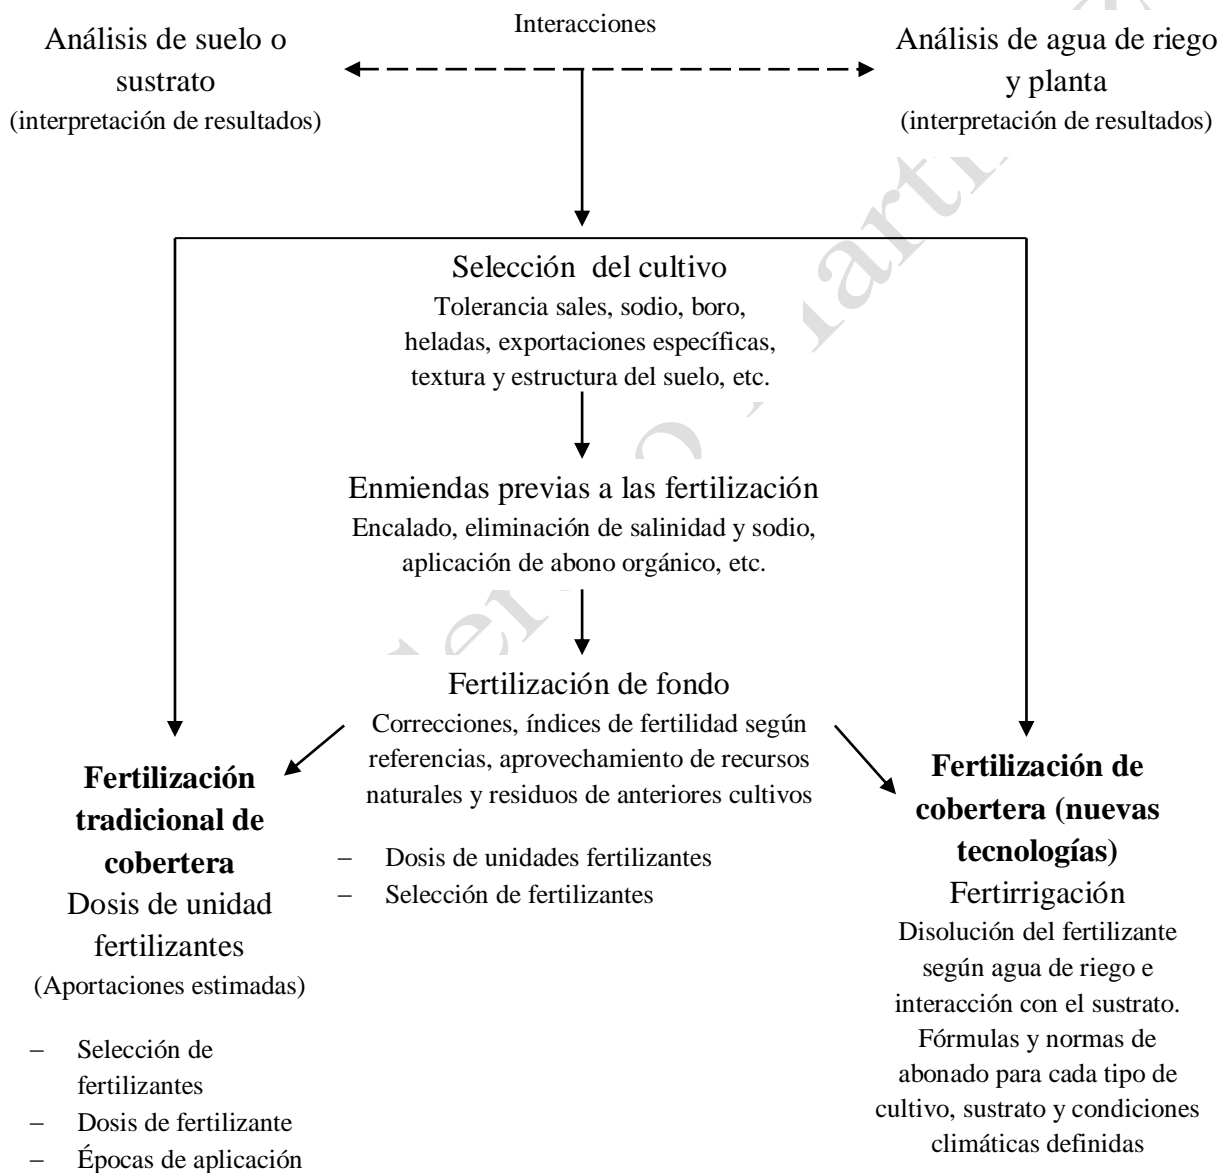 Interacciones
Análisis de suelo o
sustrato
(interpretación de resultados)
Análisis de agua de riego
y planta
(interpretación de resultados)
Selección del cultivo
Tolerancia sales, sodio, boro,
heladas, exportaciones específicas,
textura y estructura del suelo, etc.
Enmiendas previas a las fertilización
Encalado, eliminación de salinidad y sodio,
aplicación de abono orgánico, etc.
Fertilización de fondo
Correcciones, índices de fertilidad según
referencias, aprovechamiento de recursos
naturales y residuos de anteriores cultivos
– Dosis de unidades fertilizantes
– Selección de fertilizantes
Fertilización
tradicional de
cobertera
Dosis de unidad
fertilizantes
(Aportaciones estimadas)
– Selección de
fertilizantes
– Dosis de fertilizante
– Épocas de aplicación
Fertilización de
cobertera (nuevas
tecnologías)
Fertirrigación
Disolución del fertilizante
según agua de riego e
interacción con el sustrato.
Fórmulas y normas de
abonado para cada tipo de
cultivo, sustrato y condiciones
climáticas definidas